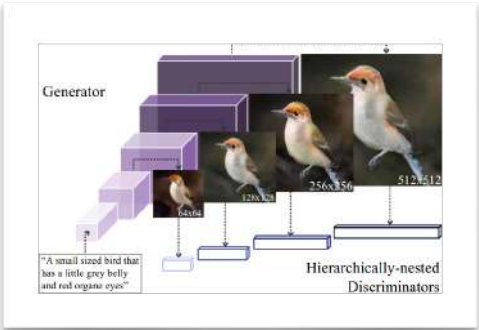 Generator
512x512
256x256
128x128
64x64
"A small sized bird that
has a little grey belly
and red organe eyes"
Hierarchically-nested
Discriminators